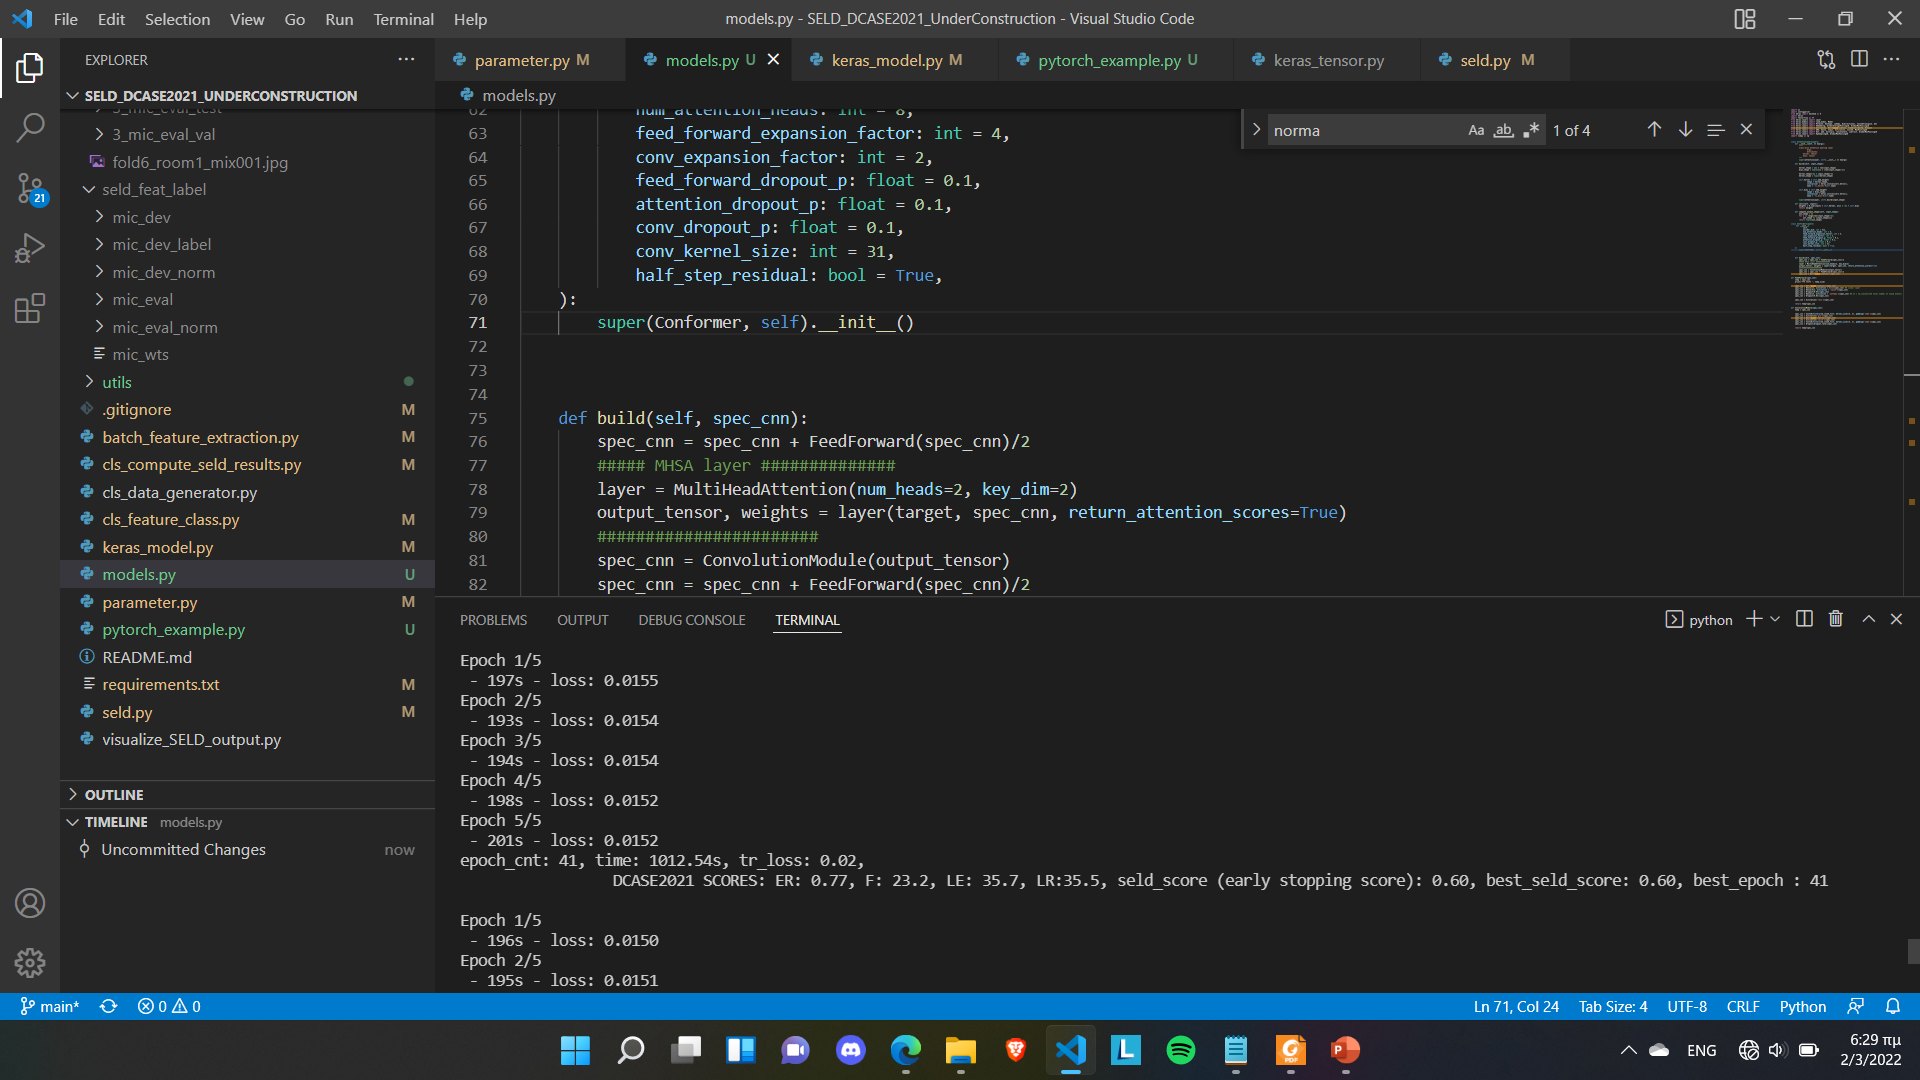 File Edit Selection View Go Run Terminal Help
models.py - SELD_DCASE2021_UnderConstruction - Visual Studio Code
EXPLORER
SELD_DCASE2021_UNDERCONSTRUCTION
3_mic_eval_test
3_mic_eval_val
fold6_room1_mix001.jpg
seld_feat_label
mic_dev
mic_dev_label
mic_dev_norm
mic_eval
mic_eval_norm
mic_wts
utils
.gitignore M
batch_feature_extraction.py M
cls_compute_seld_results.py M
cls_data_generator.py
cls_feature_class.py M
keras_model.py M
models.py U
parameter.py M
pytorch_example.py U
README.md
requirements.txt M
seld.py M
visualize_SELD_output.py
OUTLINE
TIMELINE models.py
Uncommitted Changes now
21
parameter.py M models.py U keras_model.py M pytorch_example.py U keras_tensor.py seld.py M
models.py
norma Aa ab 1 of 4
62 num_attention_heads: int = 8,
63 feed_forward_expansion_factor: int = 4,
64 conv_expansion_factor: int = 2,
65 feed_forward_dropout_p: float = 0.1,
66 attention_dropout_p: float = 0.1,
67 conv_dropout_p: float = 0.1,
68 conv_kernel_size: int = 31,
69 half_step_residual: bool = True,
70 ):
71 super(Conformer, self).__init__()
72
73
74
75 def build(self, spec_cnn):
76 spec_cnn = spec_cnn + FeedForward(spec_cnn)/2
77 ##### MHSA layer ##############
78 layer = MultiHeadAttention(num_heads=2, key_dim=2)
79 output_tensor, weights = layer(target, spec_cnn, return_attention_scores=True)
80 #######################
81 spec_cnn = ConvolutionModule(output_tensor)
82 spec_cnn = spec_cnn + FeedForward(spec_cnn)/2
PROBLEMS OUTPUT DEBUG CONSOLE TERMINAL
python
Epoch 1/5
- 197s - loss: 0.0155
Epoch 2/5
- 193s - loss: 0.0154
Epoch 3/5
- 194s - loss: 0.0154
Epoch 4/5
- 198s - loss: 0.0152
Epoch 5/5
- 201s - loss: 0.0152
epoch_cnt: 41, time: 1012.54s, tr_loss: 0.02,
DCASE2021 SCORES: ER: 0.77, F: 23.2, LE: 35.7, LR:35.5, seld_score (early stopping score): 0.60, best_seld_score: 0.60, best_epoch : 41
Epoch 1/5
- 196s - loss: 0.0150
Epoch 2/5
- 195s - loss: 0.0151
main* 0 0
Ln 71, Col 24 Tab Size: 4 UTF-8 CRLF Python
L
PDF
P
ENG
6:29 πμ
2/3/2022